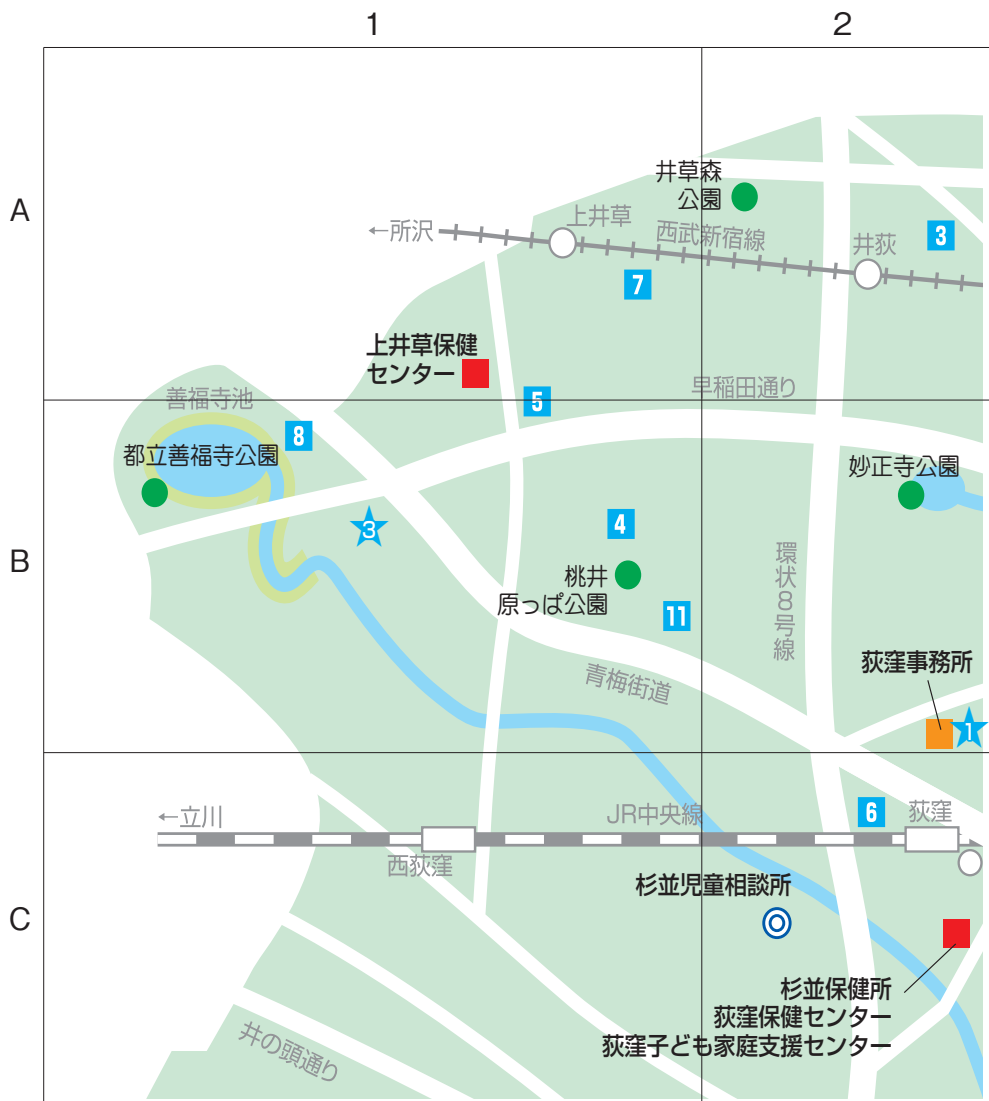 1
2
A
井草森
公園
上井草
←所沢
西武新宿線
井荻
3
7
上井草保健
センター
早稲田通り
5
善福寺池
8
都立善福寺公園
妙正寺公園
3
4
B
桃井
原っぱ公園
11
環状8号線
青梅街道
荻窪事務所
1
←立川
JR中央線
6
荻窪
西荻窪
杉並児童相談所
C
杉並保健所
荻窪保健センター
荻窪子ども家庭支援センター
井の頭通り